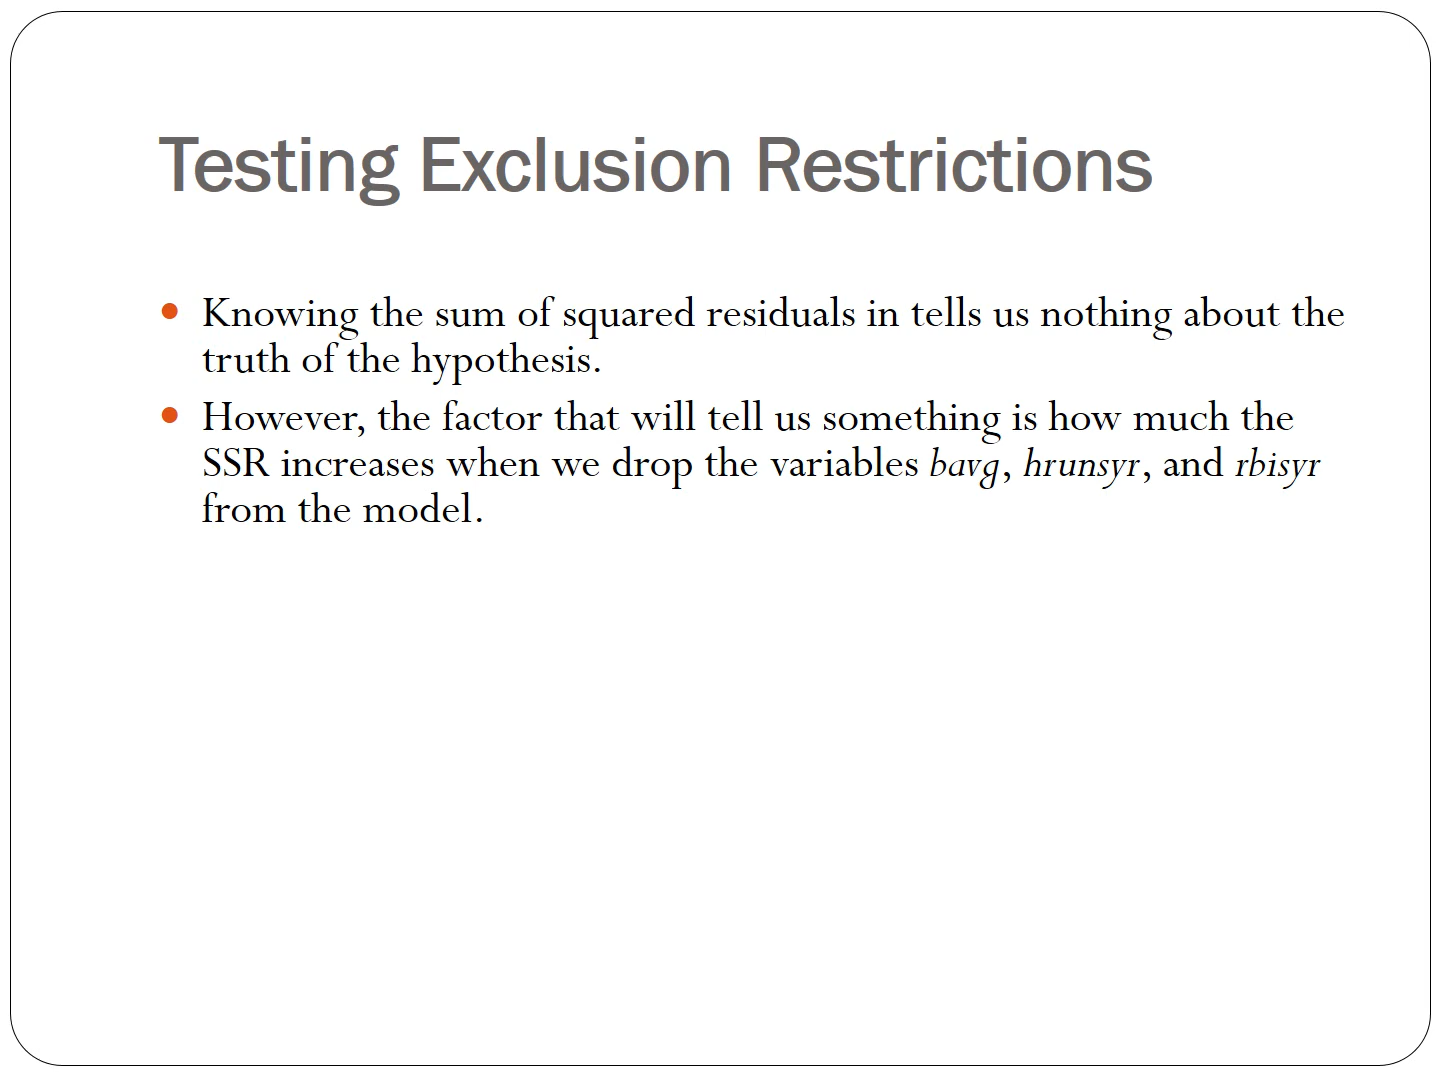 Testing Exclusion Restrictions
Knowing the sum of squared residuals in tells us nothing about the
truth of the hypothesis.
However, the factor that will tell us something is how much the
SSR increases when we drop the variables bavg, hrunsyr, and rbisyr
from the model.